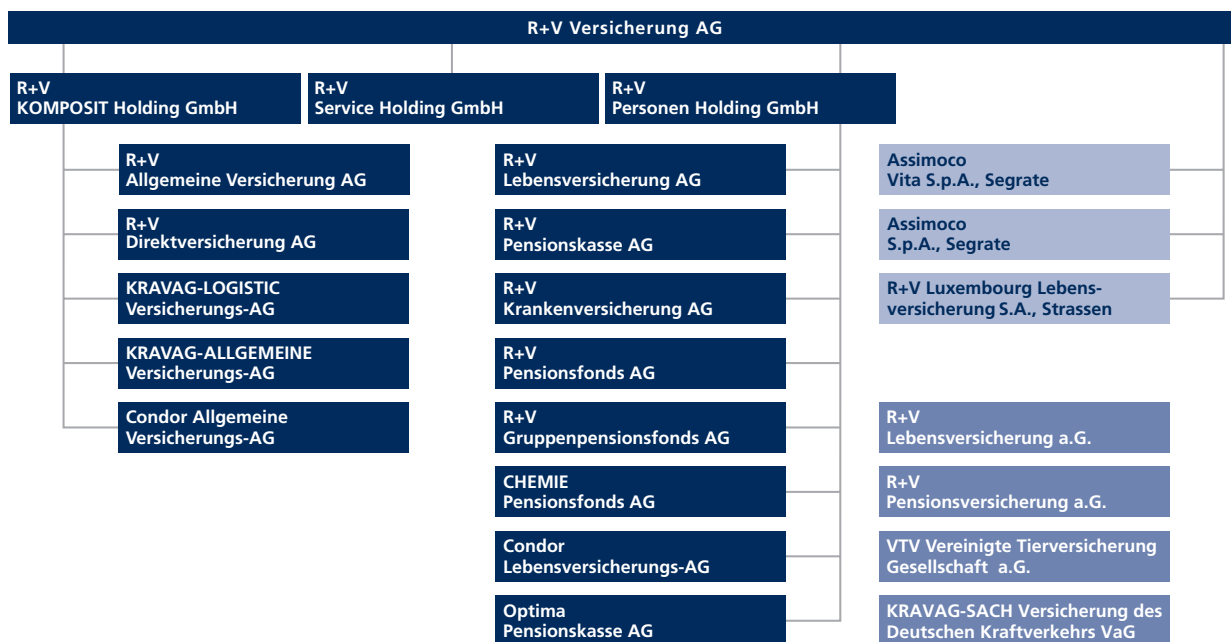 R+V Versicherung AG
R+V
KOMPOSIT Holding GmbH
R+V
Service Holding GmbH
R+V
Personen Holding GmbH
R+V
Allgemeine Versicherung AG
R+V
Direktversicherung AG
KRAVAG-LOGISTIC
Versicherungs-AG
KRAVAG-ALLGEMEINE
Versicherungs-AG
Condor Allgemeine
Versicherungs-AG
R+V
Lebensversicherung AG
R+V
Pensionskasse AG
R+V
Krankenversicherung AG
R+V
Pensionsfonds AG
R+V
Gruppenpensionsfonds AG
CHEMIE
Pensionsfonds AG
Condor
Lebensversicherungs-AG
Optima
Pensionskasse AG
Assimoco
Vita S.p.A., Segrate
Assimoco
S.p.A., Segrate
R+V Luxembourg Lebens-
versicherung S.A., Strassen
R+V
Lebensversicherung a.G.
R+V
Pensionsversicherung a.G.
VTV Vereinigte Tierversicherung
Gesellschaft a.G.
KRAVAG-SACH Versicherung des
Deutschen Kraftverkehrs VaG